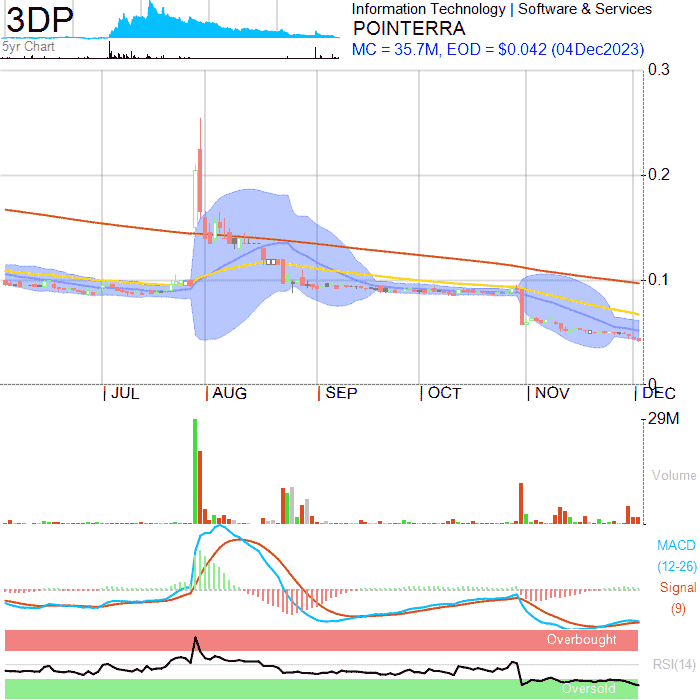 3DP
5yr Chart
Information Technology | Software & Services
POINTERRA
MC = 35.7M, EOD = $0.042 (04Dec2023)
0.3
0.2
0.1
0
JUL
AUG
SEP
OCT
NOV
DEC
29M
Volume
MACD
(12-26)
Signal
(9)
Overbought
RSI(14)
Oversold